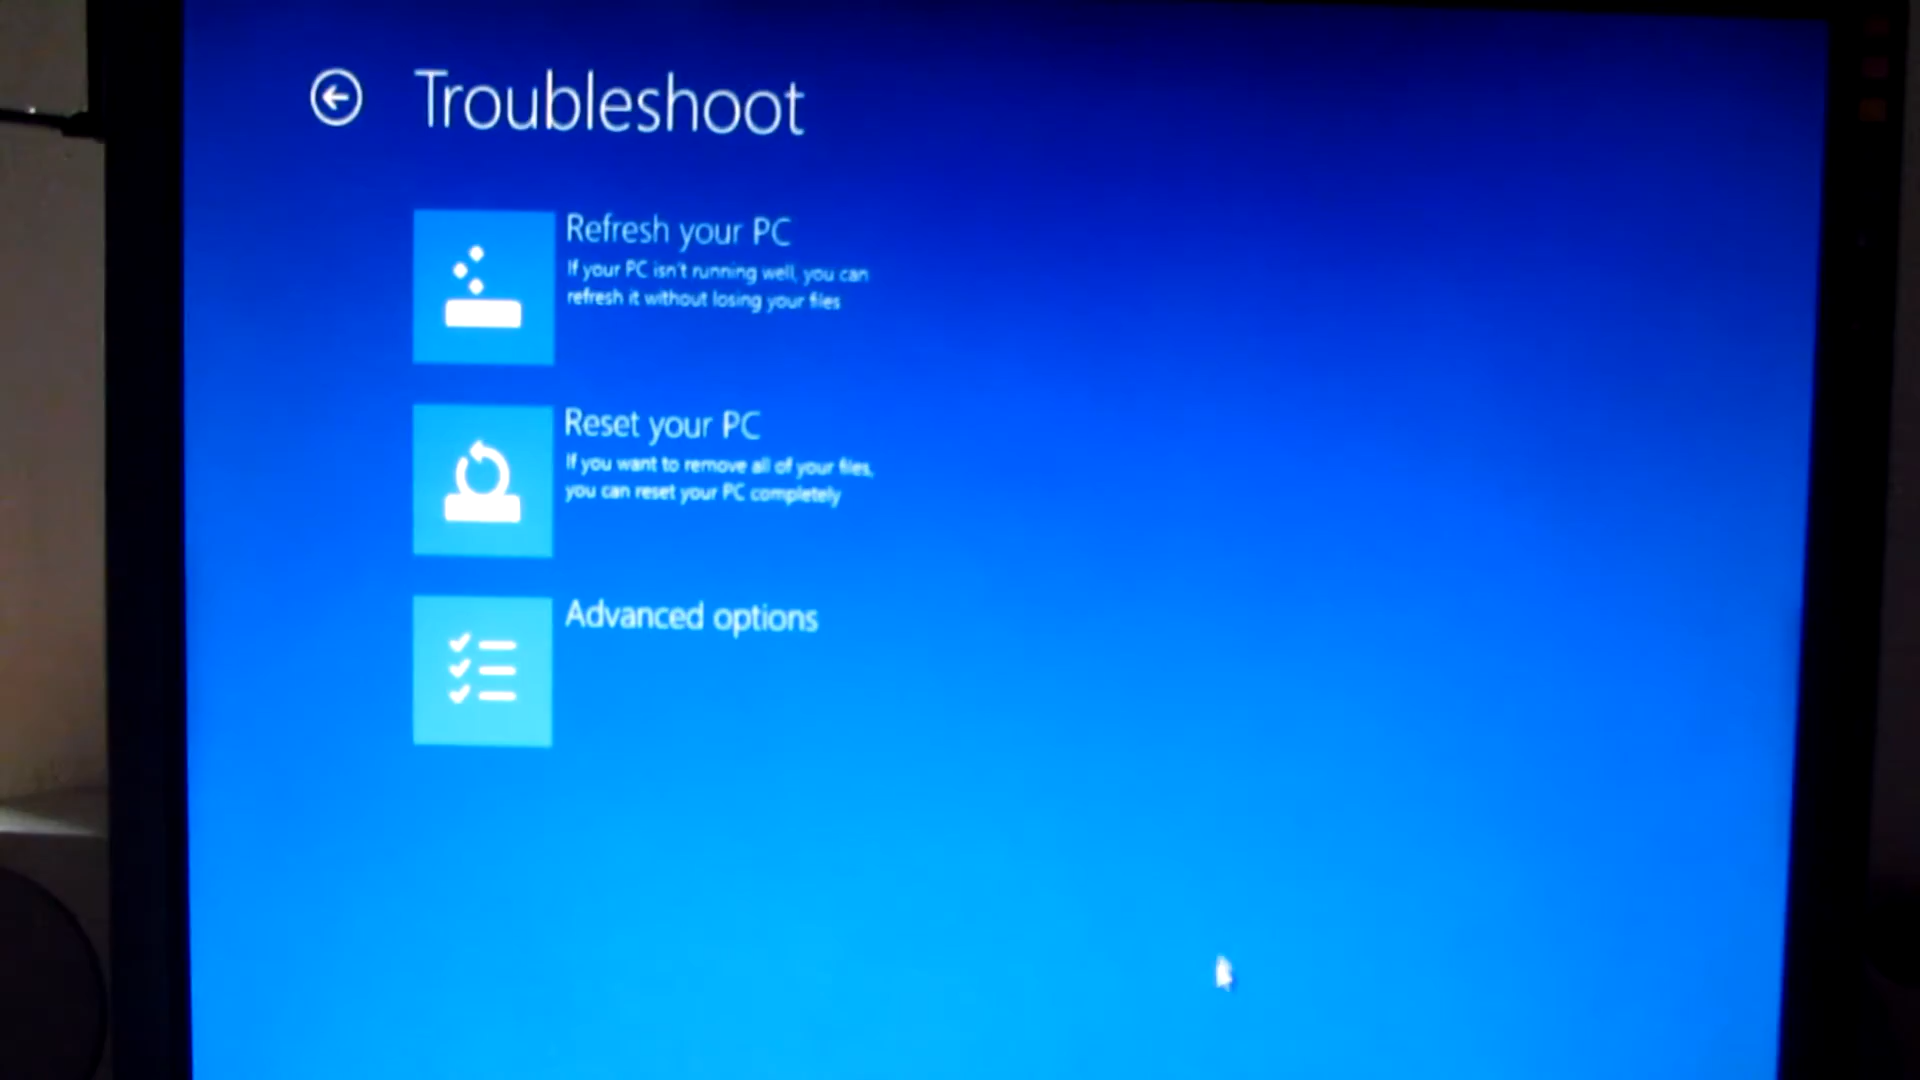 Troubleshoot
Refresh your PC
If your PC isn't running well, you can
refresh it without losing your files
Reset your PC
If you want to remove all of your files,
you can reset your PC completely
Advanced options